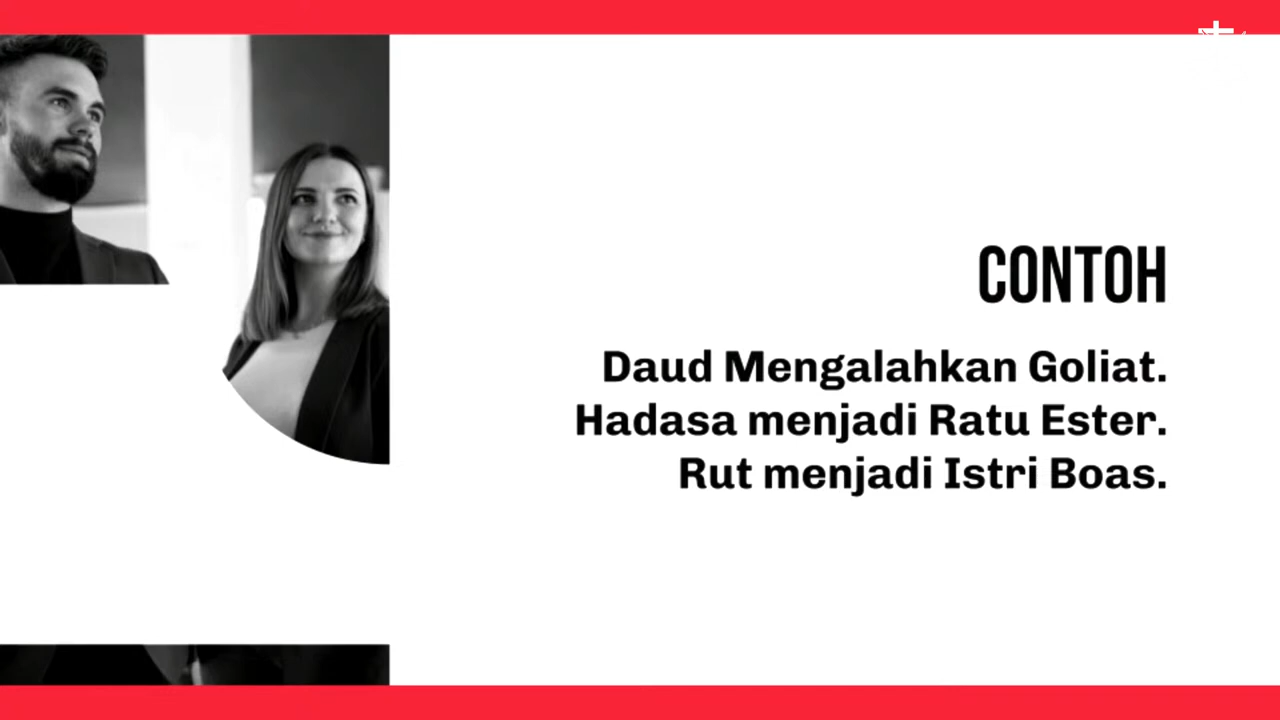 CONTOH
Daud Mengalahkan Goliat.
Hadasa menjadi Ratu Ester.
Rut menjadi Istri Boas.